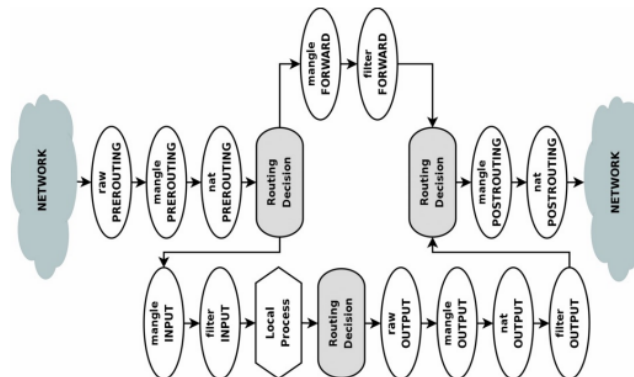 NETWORK
raw
PREROUTING
mangle
PREROUTING
nat
PREROUTING
Routing
Decision
mangle
FORWARD
filter
FORWARD
Routing
Decision
mangle
POSTROUTING
nat
POSTROUTING
NETWORK
mangle
INPUT
filter
INPUT
Local
Process
Routing
Decision
raw
OUTPUT
mangle
OUTPUT
nat
OUTPUT
filter
OUTPUT